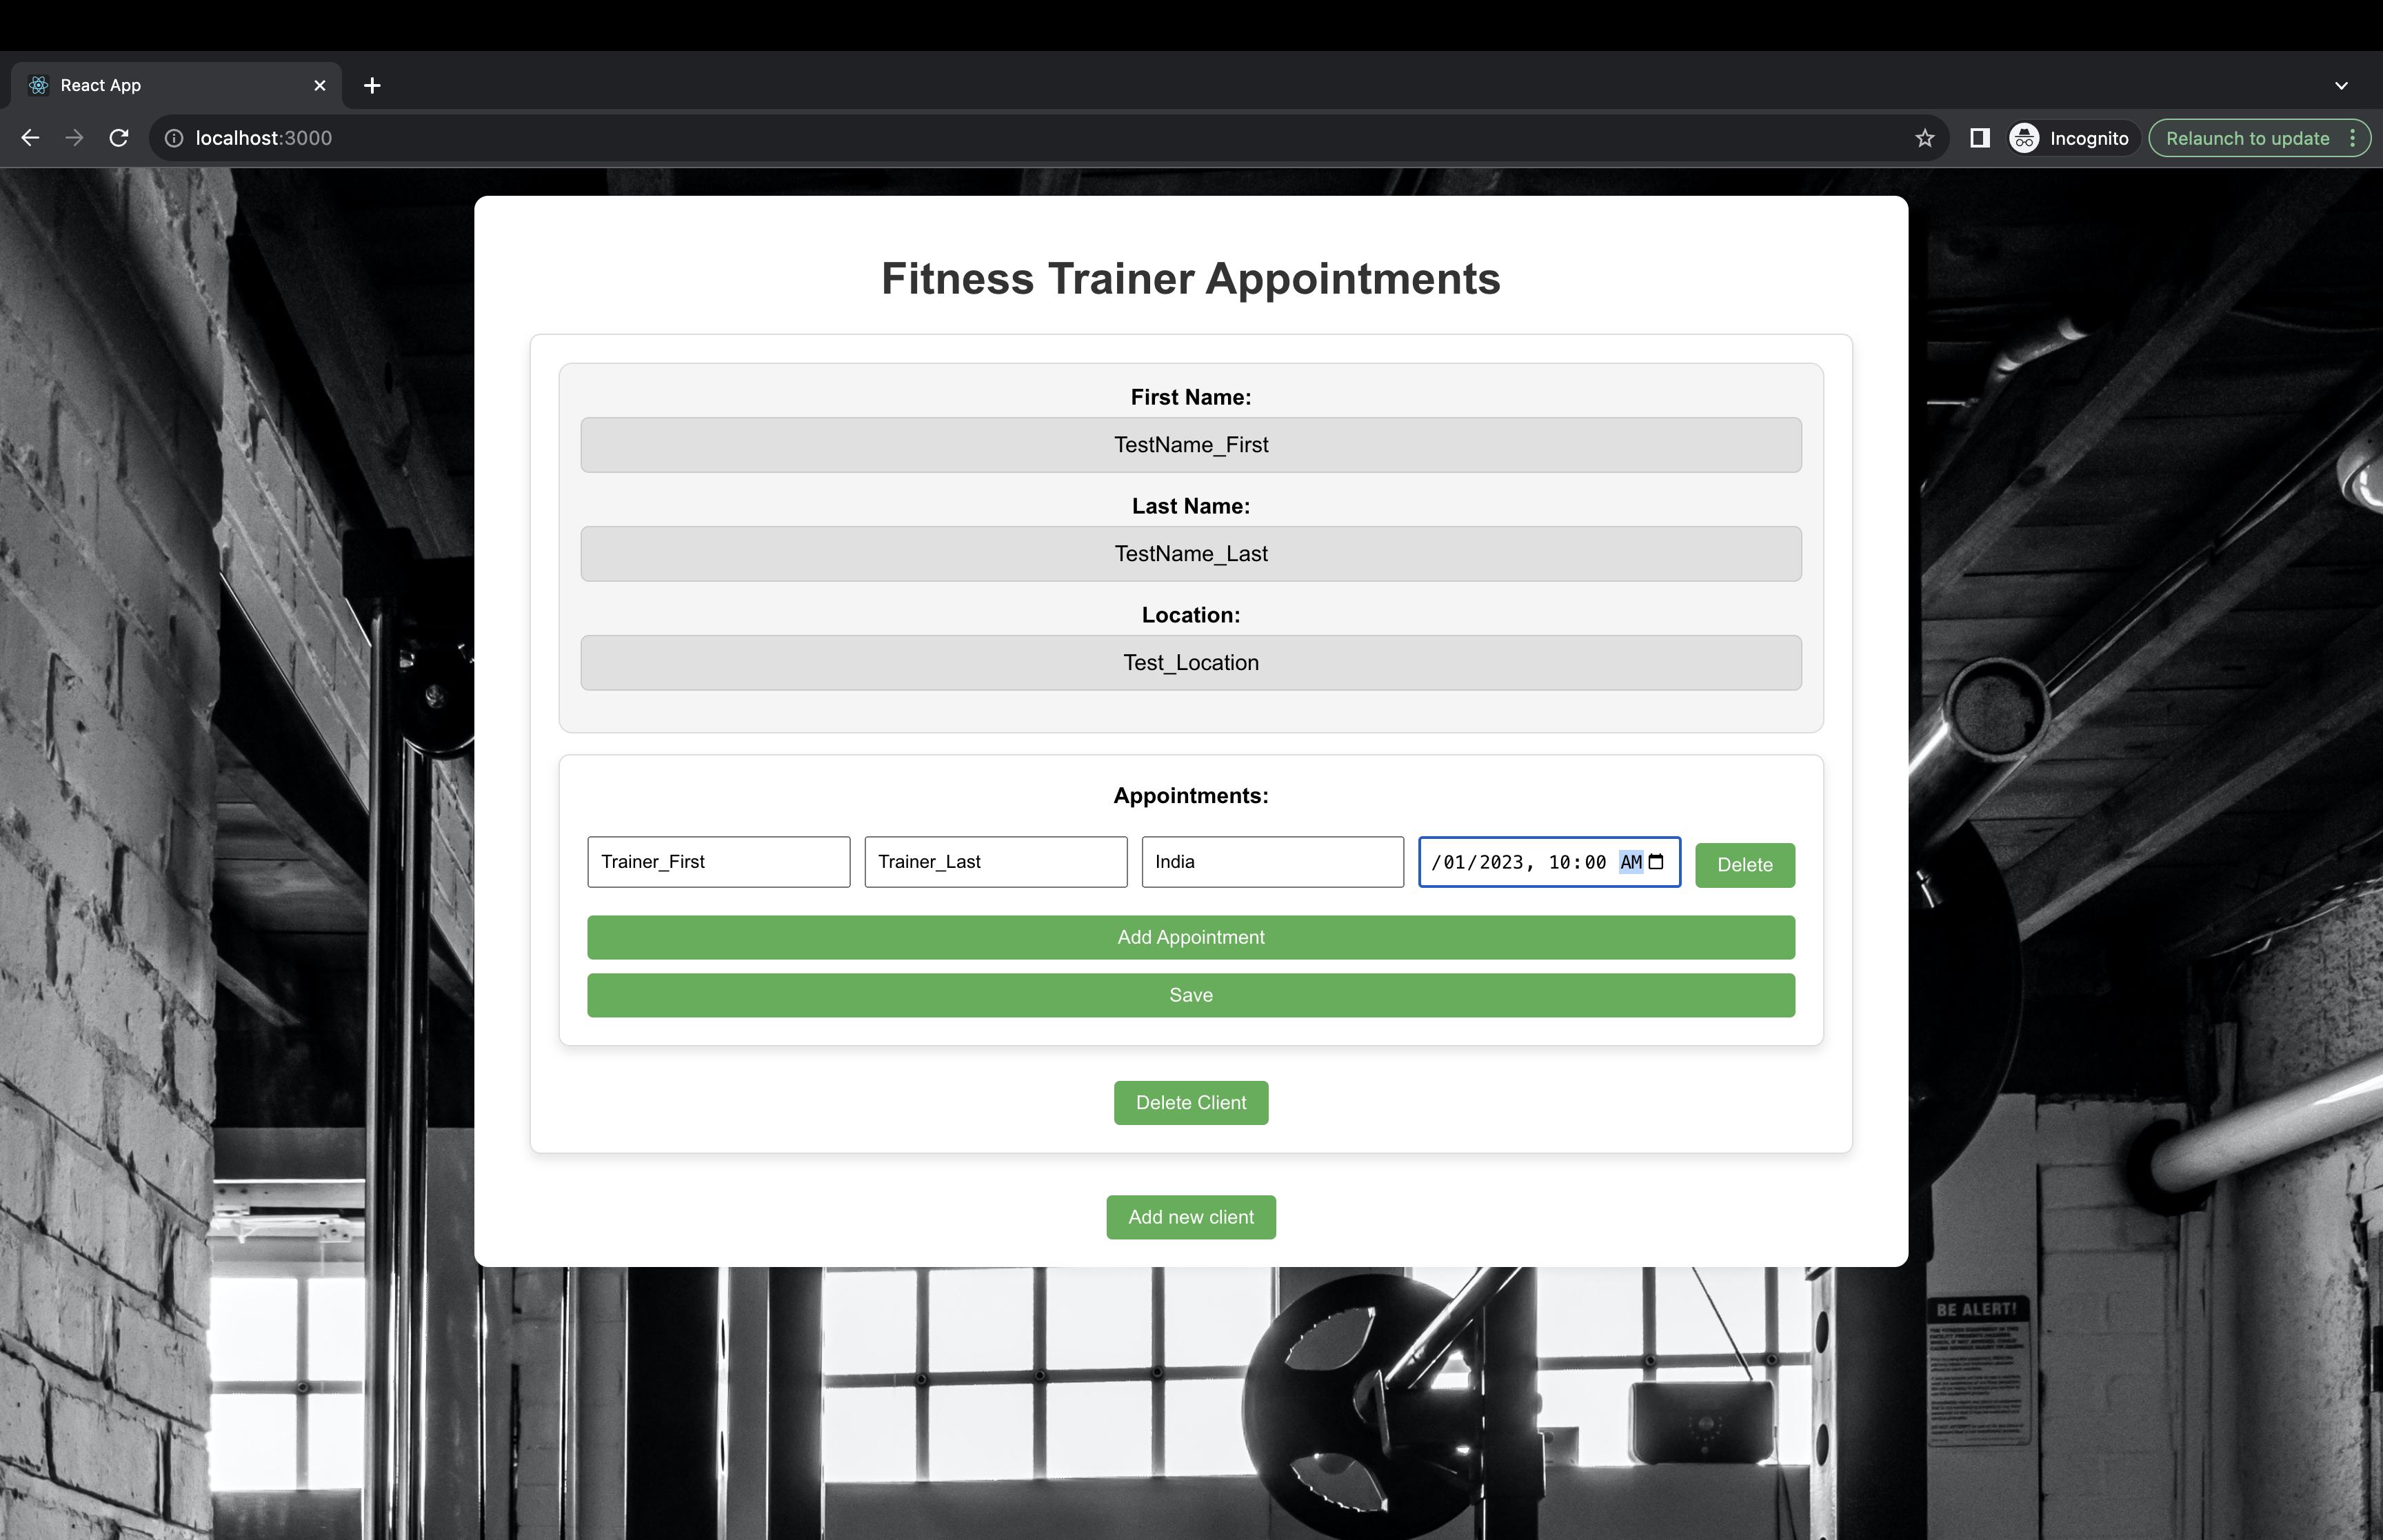 React App
localhost:3000
Incognito
Relaunch to update
Fitness Trainer Appointments
First Name:
TestName_First
Last Name:
TestName_Last
Location:
Test_Location
Appointments:
Trainer_First Trainer_Last India /01/2023, 10:00 AM Delete
Add Appointment
Save
Delete Client
Add new client
BE ALERT!